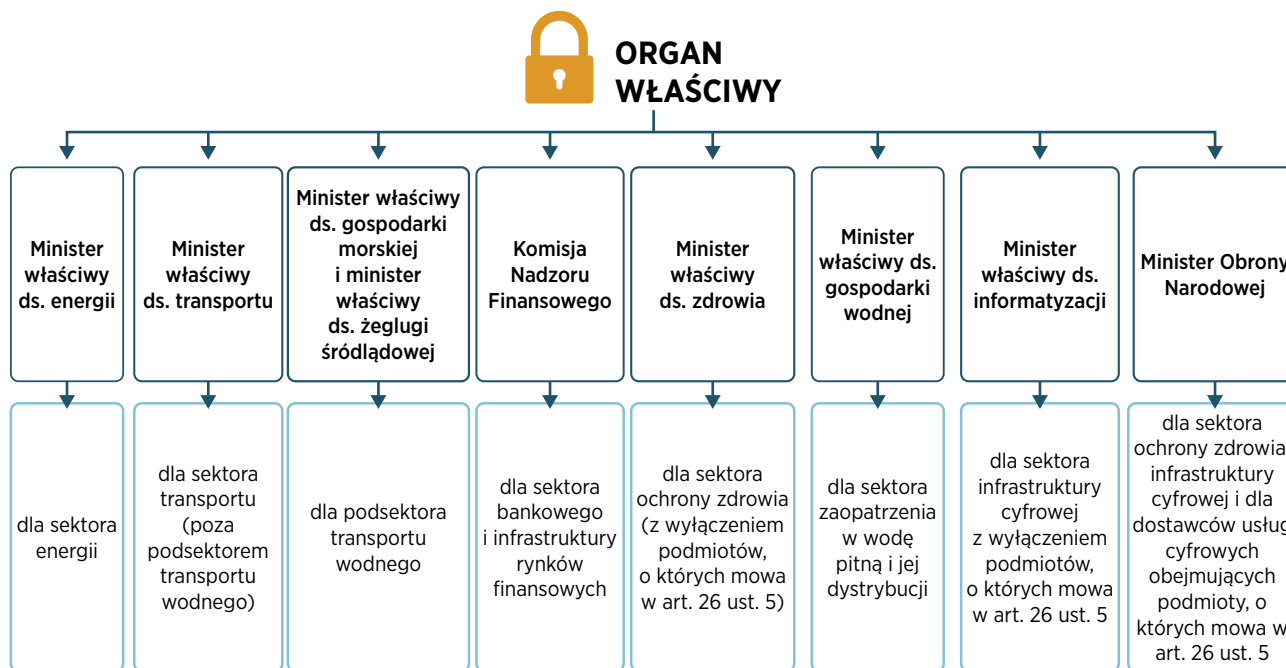 ORGAN
WŁAŚCIWY
Minister
właściwy
ds. energii
Minister
właściwy
ds. transportu
Minister właściwy
ds. gospodarki
morskiej
i minister
właściwy
ds. żeglugi
śródlądowej
Komisja
Nadzoru
Finansowego
Minister
właściwy
ds. zdrowia
Minister
właściwy ds.
gospodarki
wodnej
Minister
właściwy ds.
informatyzacji
Minister Obrony
Narodowej
dla sektora
energii
dla sektora
transportu
(poza
podsektorem
transportu
wodnego)
dla podsektora
transportu
wodnego
dla sektora
bankowego
i infrastruktury
rynków
finansowych
dla sektora
ochrony zdrowia
(z wyłączeniem
podmiotów,
o których mowa
w art. 26 ust. 5)
dla sektora
zaopatrzenia
w wodę
pitną i jej
dystrybucji
dla sektora
infrastruktury
cyfrowej
z wyłączeniem
podmiotów,
o których mowa
w art. 26 ust. 5
dla sektora
ochrony zdrowia
infrastruktury
cyfrowej i dla
dostawców usług
cyfrowych
obejmujących
podmioty, o
których mowa w
art. 26 ust. 5